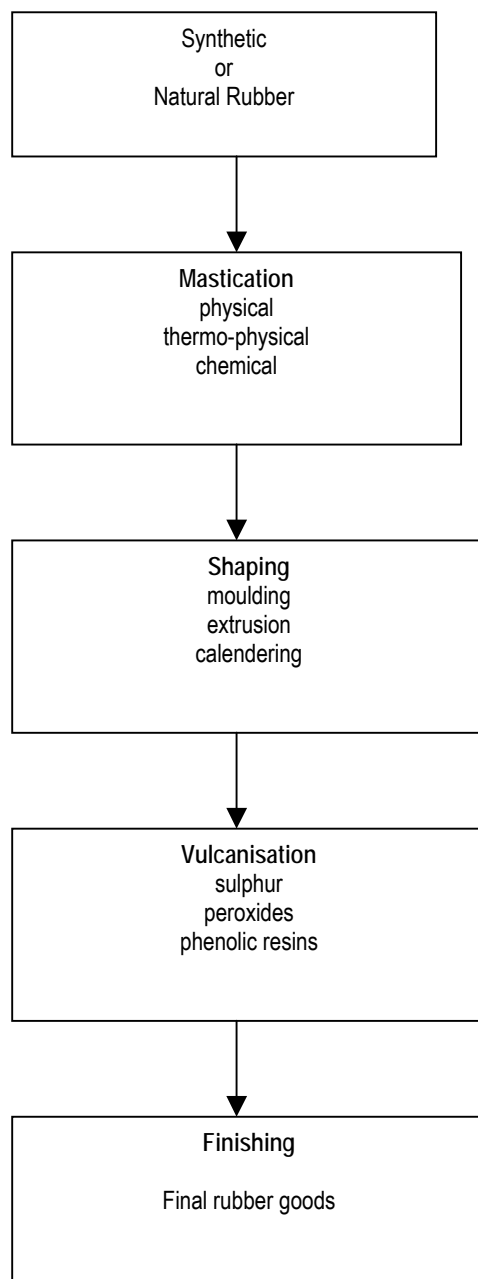 Synthetic
or
Natural Rubber
Mastication
physical
thermo-physical
chemical
Shaping
moulding
extrusion
calendering
Vulcanisation
sulphur
peroxides
phenolic resins
Finishing
Final rubber goods